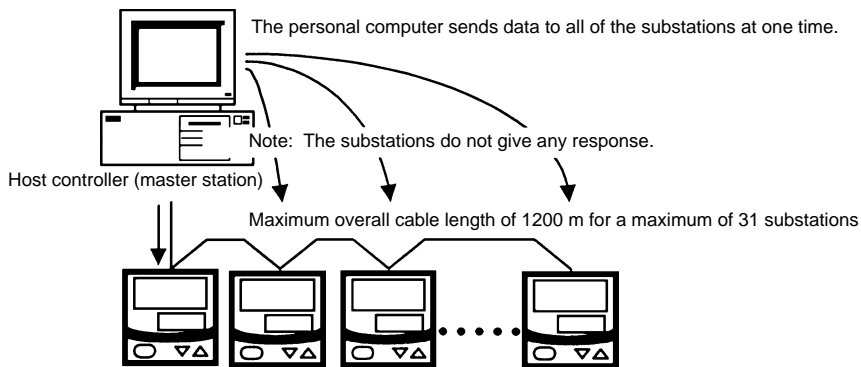 The personal computer sends data to all of the substations at one time.
Note: The substations do not give any response.
Host controller (master station)
Maximum overall cable length of 1200 m for a maximum of 31 substations